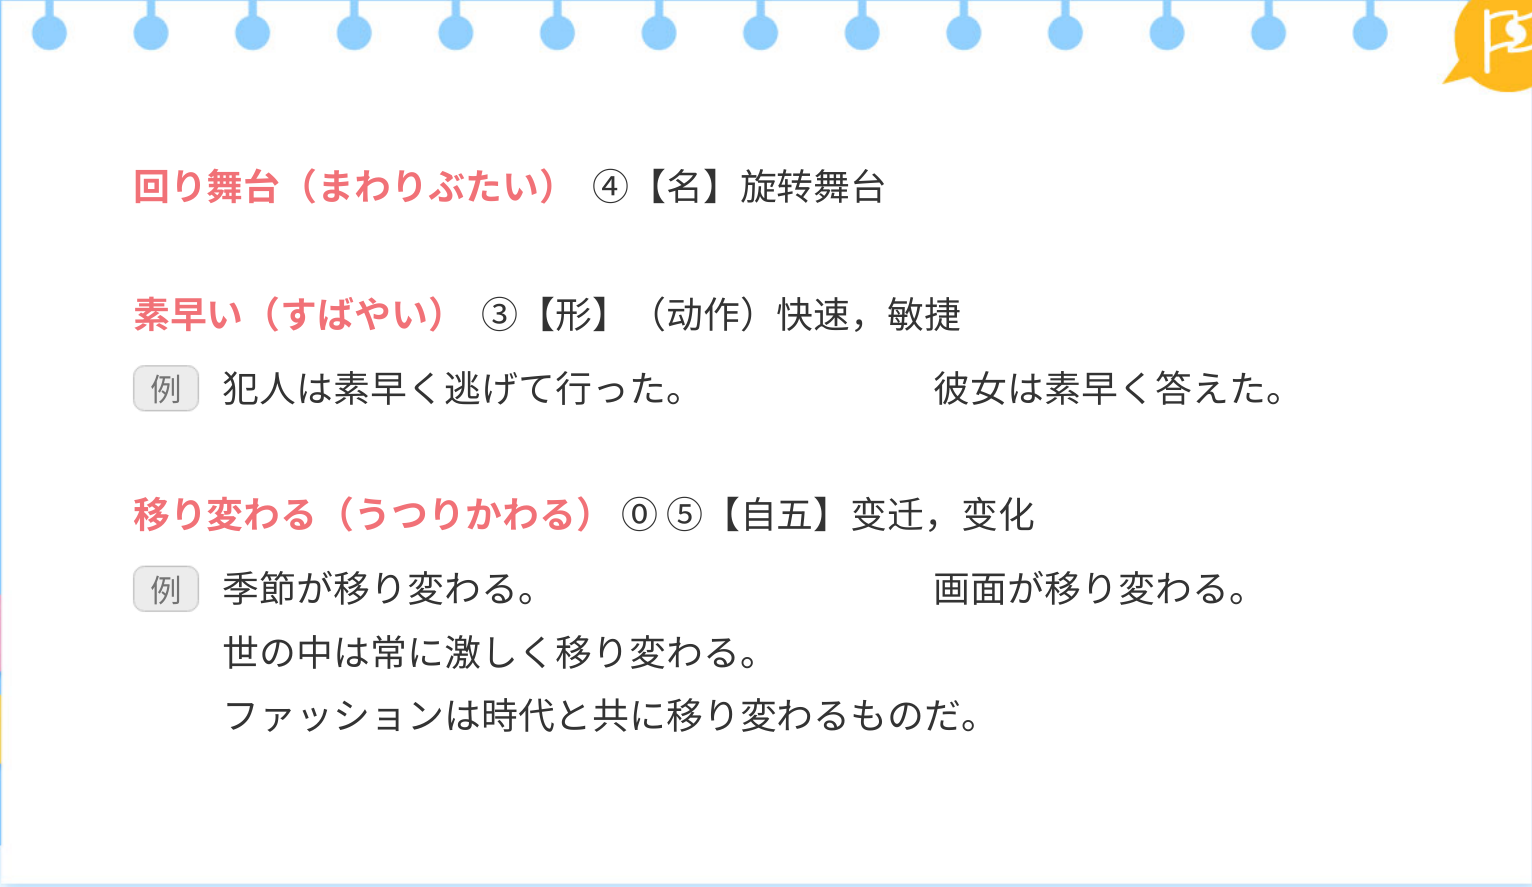 回り舞台（まわりぶたい） ④【名】旋转舞台
素早い（すばやい） ③【形】（动作）快速，敏捷
例 犯人は素早く逃げて行った。 彼女は素早く答えた。
移り変わる（うつりかわる）⓪⑤【自五】变迁，变化
例 季節が移り変わる。 画面が移り変わる。
世の中は常に激しく移り変わる。
ファッションは時代と共に移り変わるものだ。